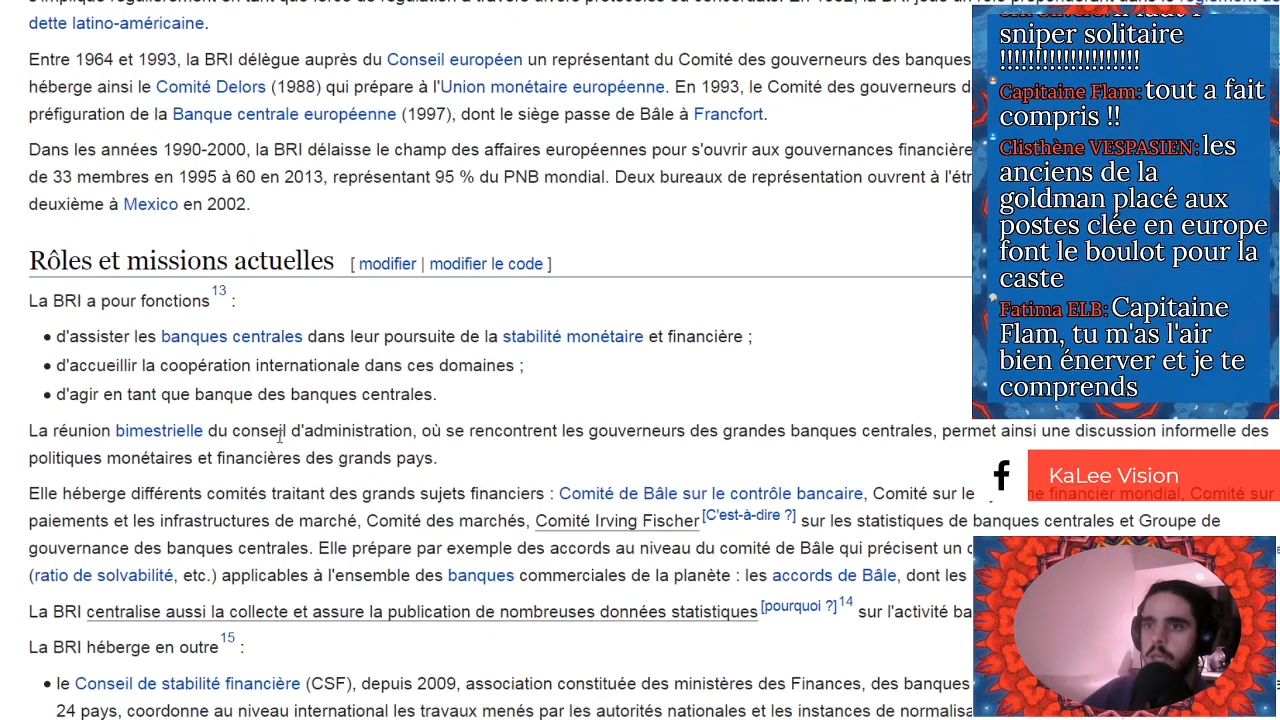 dette latino-américaine.
Entre 1964 et 1993, la BRI délègue auprès du Conseil européen un représentant du Comité des gouverneurs des banques
héberge ainsi le Comité Delors (1988) qui prépare à l'Union monétaire européenne. En 1993, le Comité des gouverneurs d
préfiguration de la Banque centrale européenne (1997), dont le siège passe de Bâle à Francfort.
Dans les années 1990-2000, la BRI délaisse le champ des affaires européennes pour s'ouvrir aux gouvernances financière
de 33 membres en 1995 à 60 en 2013, représentant 95 % du PNB mondial. Deux bureaux de représentation ouvrent à l'étr
deuxième à Mexico en 2002.
Rôles et missions actuelles [ modifier | modifier le code ]
La BRI a pour fonctions 13 :
• d'assister les banques centrales dans leur poursuite de la stabilité monétaire et financière ;
• d'accueillir la coopération internationale dans ces domaines ;
• d'agir en tant que banque des banques centrales.
La réunion bimestrielle du conseil d'administration, où se rencontrent les gouverneurs des grandes banques centrales, permet ainsi une discussion informelle des
politiques monétaires et financières des grands pays.
Elle héberge différents comités traitant des grands sujets financiers : Comité de Bâle sur le contrôle bancaire, Comité sur le financier mondial, Comité sur
paiements et les infrastructures de marché, Comité des marchés, Comité Irving Fischer [C'est-à-dire ?] sur les statistiques de banques centrales et Groupe de
gouvernance des banques centrales. Elle prépare par exemple des accords au niveau du comité de Bâle qui précisent un
(ratio de solvabilité, etc.) applicables à l'ensemble des banques commerciales de la planète : les accords de Bâle, dont les
La BRI centralise aussi la collecte et assure la publication de nombreuses données statistiques [pourquoi ?] 14 sur l'activité ba
La BRI héberge en outre 15 :
• le Conseil de stabilité financière (CSF), depuis 2009, association constituée des ministères des Finances, des banques
24 pays, coordonne au niveau international les travaux menés par les autorités nationales et les instances de normalisa
sniper solitaire
!!!!!!!!!!!!!!!!!!!!
Capitaine Flam: tout a fait
compris !!
Clisthène VESPASIEN: les
anciens de la
goldman placé aux
postes clée en europe
font le boulot pour la
caste
Fatima ELB: Capitaine
Flam, tu m'as l'air
bien énerver et je te
comprends
f KaLee Vision